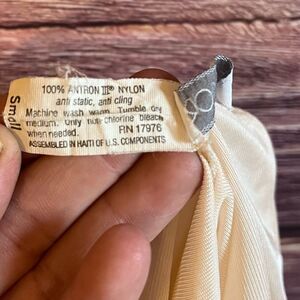 Small
100% ANTRON III® NYLON
anti static, anti cling
Machine wash warm. Tumble dry
medium. Only non-chlorine bleach
when needed.
RN 17976
ASSEMBLED IN HAITI OF U.S. COMPONENTS